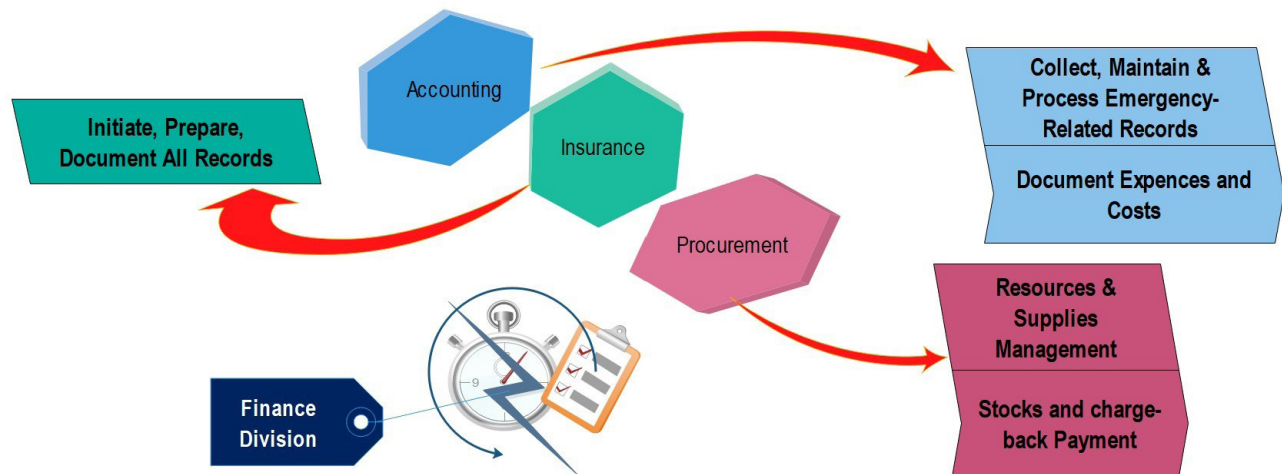 Accounting
Insurance
Procurement
Initiate, Prepare,
Document All Records
Collect, Maintain &
Process Emergency-
Related Records
Document Expences and
Costs
Resources &
Supplies
Management
Stocks and charge-
back Payment
Finance
Division
9